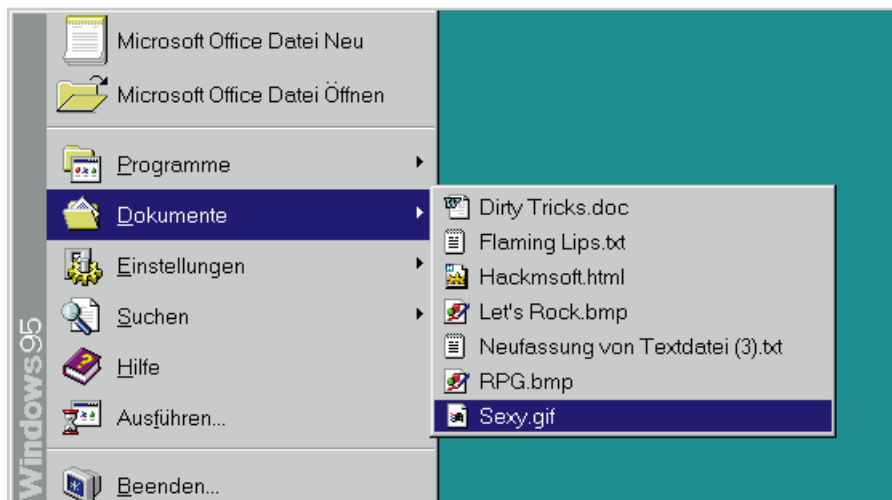 Microsoft Office Datei Neu
Microsoft Office Datei Öffnen
Programme
Dokumente
Einstellungen
Suchen
Hilfe
Ausführen...
Beenden...
Windows95
Dirty Tricks.doc
Flaming Lips.txt
Hackmsoft.html
Let's Rock.bmp
Neufassung von Textdatei (3).txt
RPG.bmp
Sexy.gif